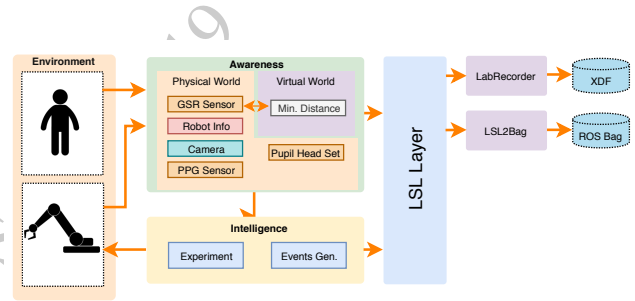 Environment
Awareness
Physical World
Virtual World
GSR Sensor
Min. Distance
Robot Info
Camera
Pupil Head Set
PPG Sensor
Intelligence
Experiment
Events Gen.
LSL Layer
LabRecorder
XDF
LSL2Bag
ROS Bag